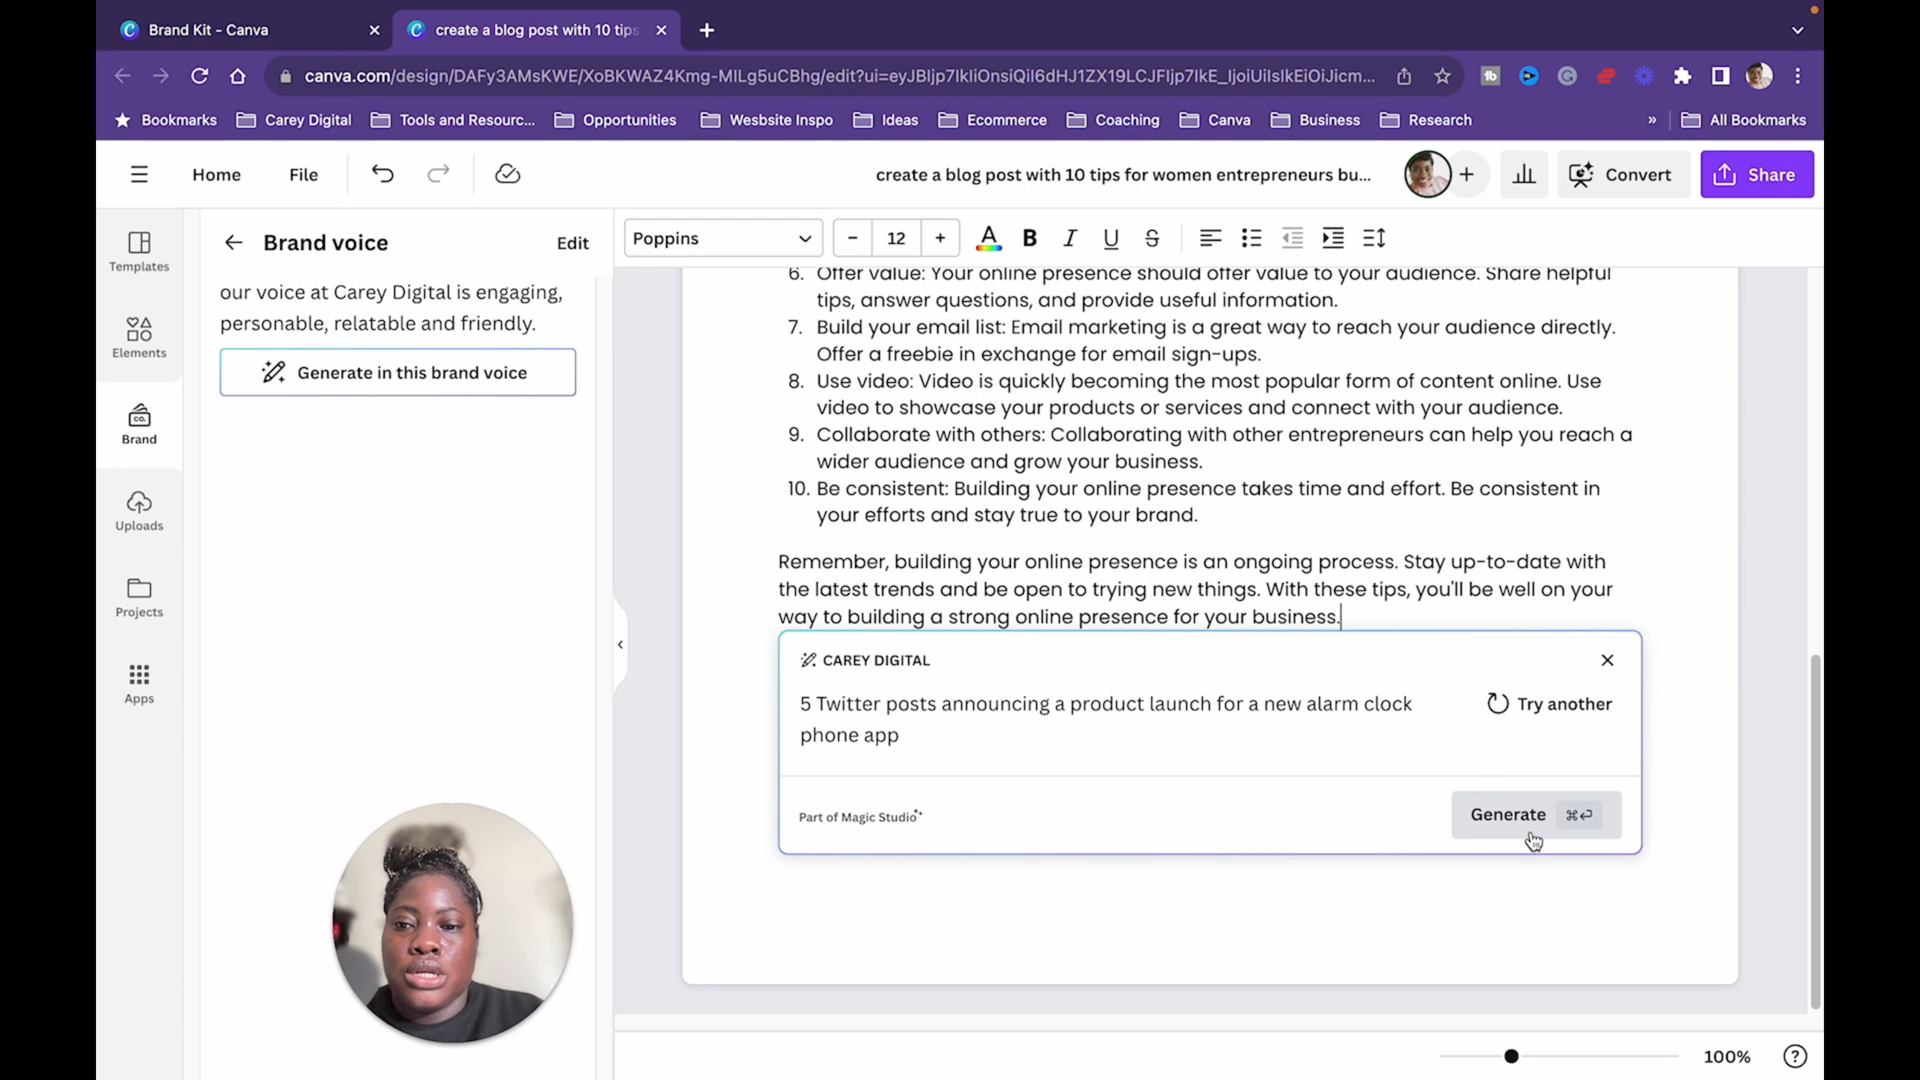 Brand Kit - Canva
create a blog post with 10 tips
canva.com/design/DAFy3AMsKWE/XoBKWAZ4Kmg-MILg5uCBhg/edit?ui=eyJBIjp7IkIiOnsiQiI6dHJ1ZX19LCJFIjp7IkE_IjoiUiIsIkEiOiJicm...
Bookmarks
Carey Digital
Tools and Resourc...
Opportunities
Wesbsite Inspo
Ideas
Ecommerce
Coaching
Canva
Business
Research
»
All Bookmarks
Home
File
create a blog post with 10 tips for women entrepreneurs bu...
Convert
Share
Templates
Elements
Brand
Uploads
Projects
Apps
Brand voice
Edit
our voice at Carey Digital is engaging,
personable, relatable and friendly.
Generate in this brand voice
Poppins
12
6. Offer value: Your online presence should offer value to your audience. Share helpful
tips, answer questions, and provide useful information.
7. Build your email list: Email marketing is a great way to reach your audience directly.
Offer a freebie in exchange for email sign-ups.
8. Use video: Video is quickly becoming the most popular form of content online. Use
video to showcase your products or services and connect with your audience.
9. Collaborate with others: Collaborating with other entrepreneurs can help you reach a
wider audience and grow your business.
10. Be consistent: Building your online presence takes time and effort. Be consistent in
your efforts and stay true to your brand.
Remember, building your online presence is an ongoing process. Stay up-to-date with
the latest trends and be open to trying new things. With these tips, you'll be well on your
way to building a strong online presence for your business.
CAREY DIGITAL
5 Twitter posts announcing a product launch for a new alarm clock
phone app
Try another
Part of Magic Studio
Generate ⌘⏎
100%